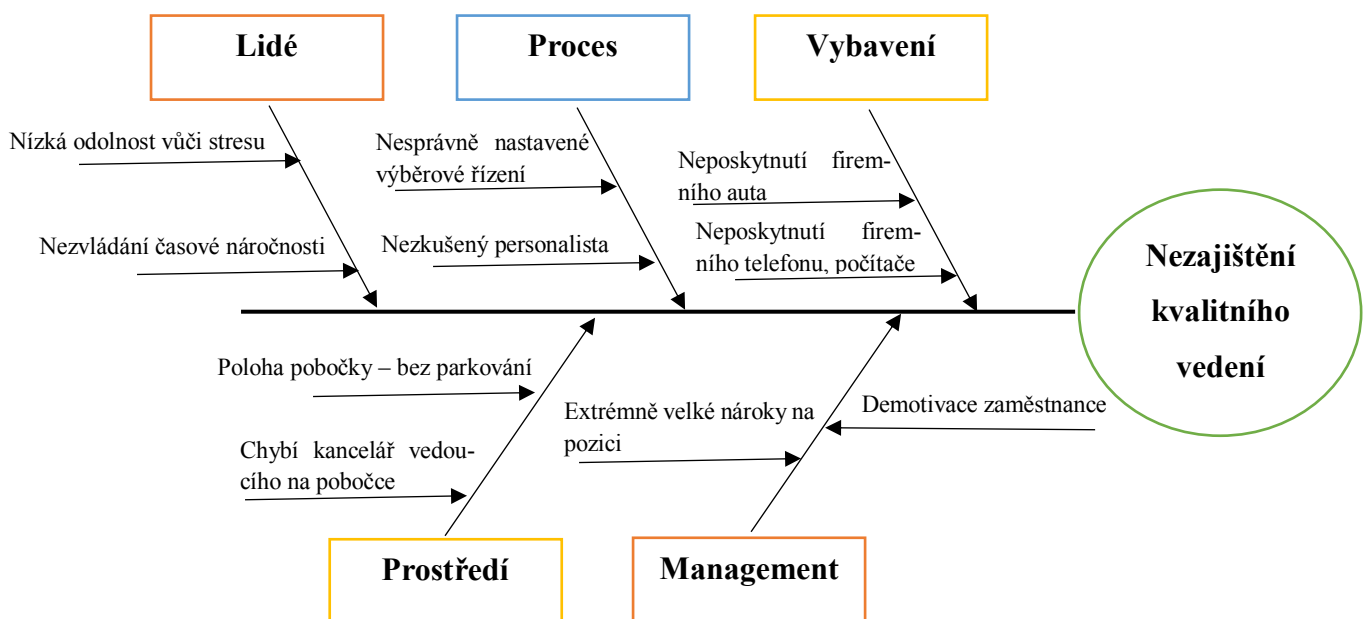 Lidé
Proces
Vybavení
Nízká odolnost vůči stresu
Nezvládání časové náročnosti
Nesprávně nastavené
výběrové řízení
Nezkušený personalista
Neposkytnutí firem-
ního auta
Neposkytnutí firem-
ního telefonu, počítače
Nezajištění
kvalitního
vedení
Poloha pobočky – bez parkování
Chybí kancelář vedou-
cího na pobočce
Extrémně velké nároky na
pozici
Demotivace zaměstnance
Prostředí
Management